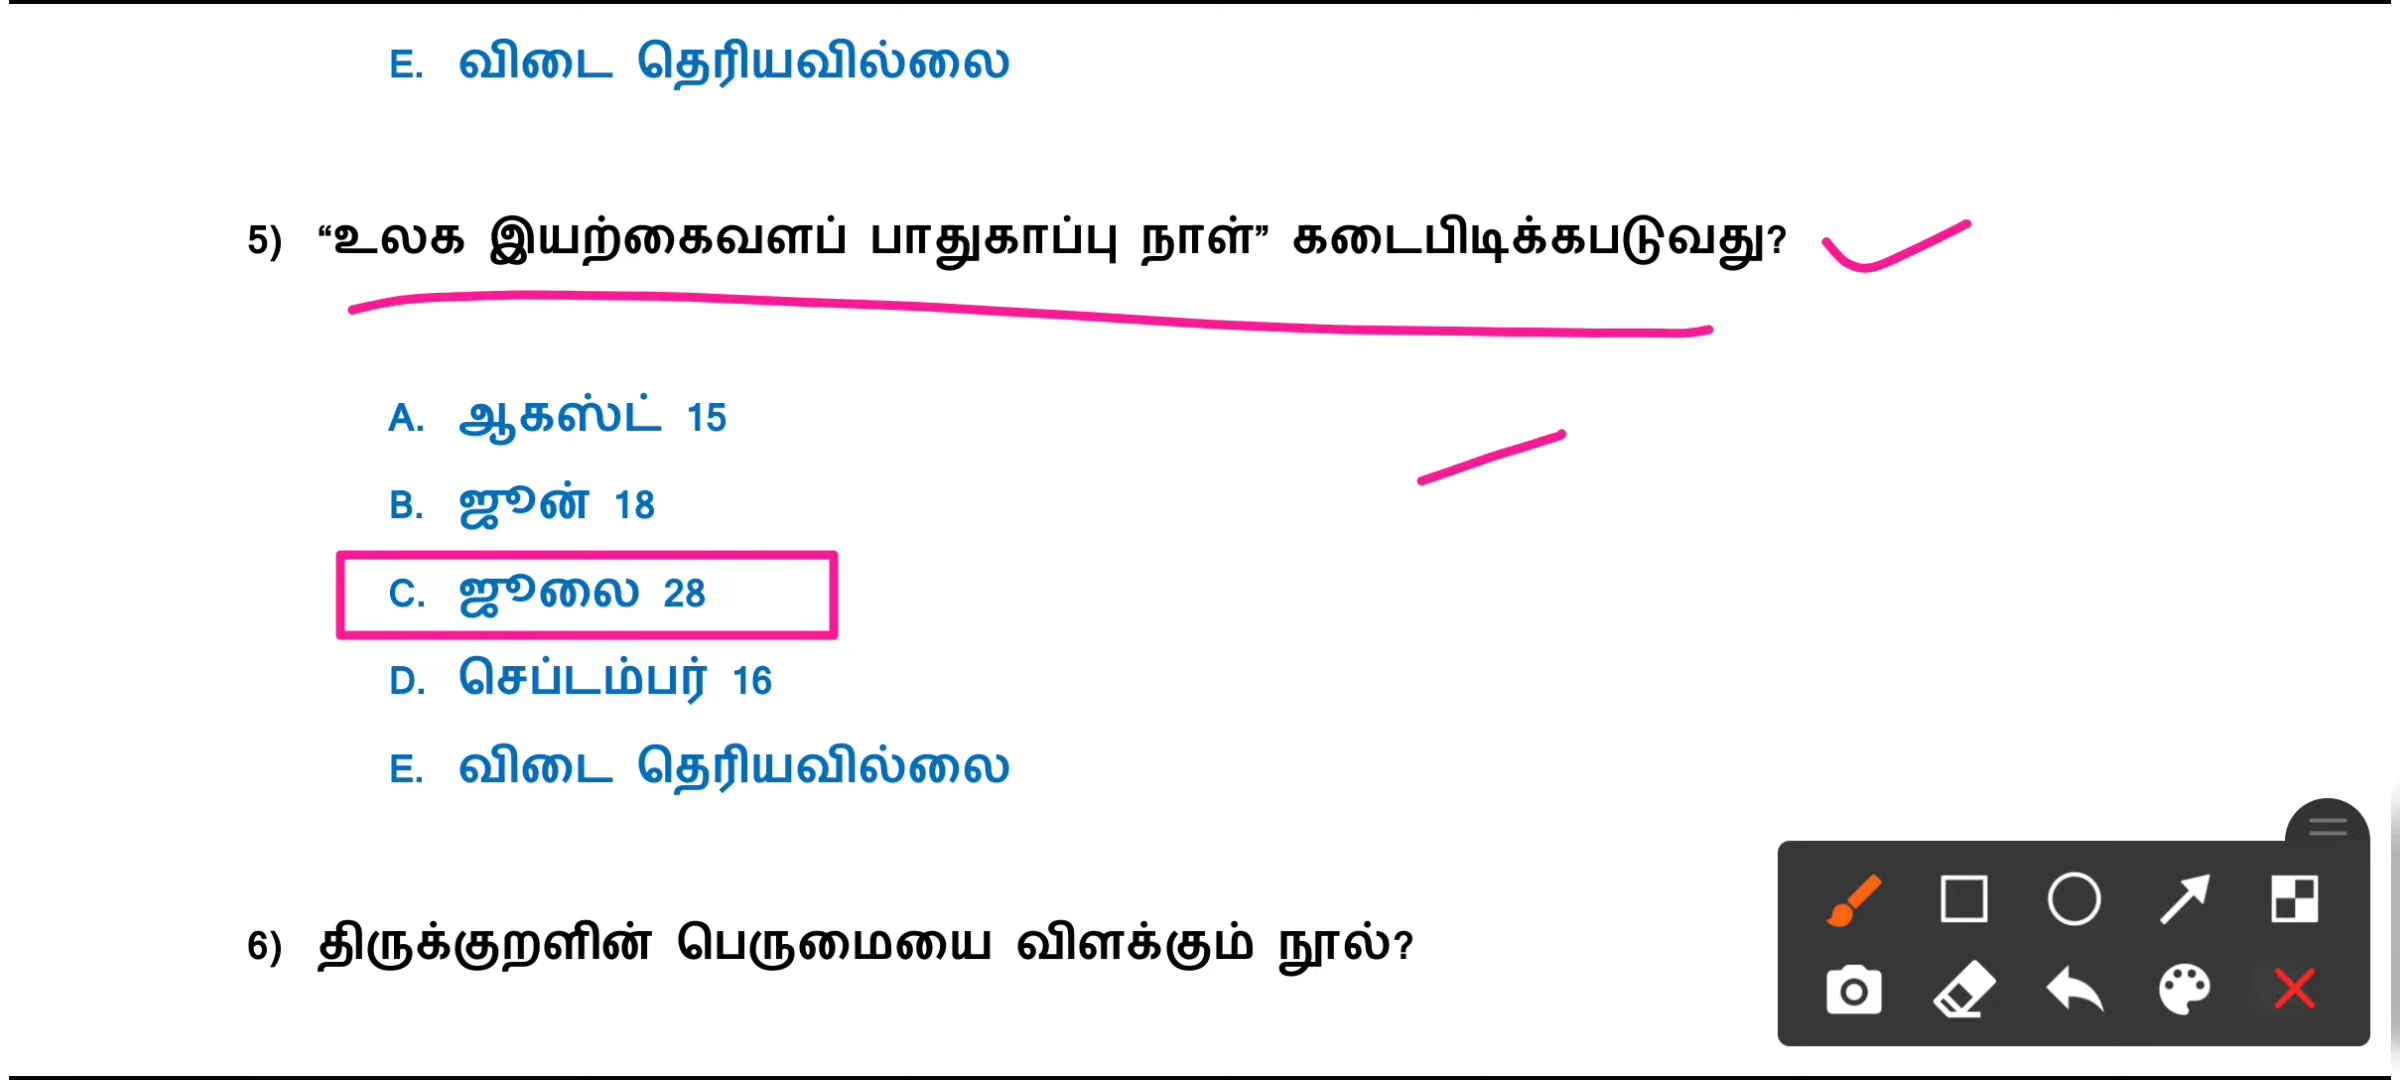 E. விடை தெரியவில்லை
5) “உலக இயற்கைவளப் பாதுகாப்பு நாள்” கடைபிடிக்கபடுவது?
A. ஆகஸ்ட் 15
B. ஜூன் 18
C. ஜூலை 28
D. செப்டம்பர் 16
E. விடை தெரியவில்லை
6) திருக்குறளின் பெருமையை விளக்கும் நூல்?